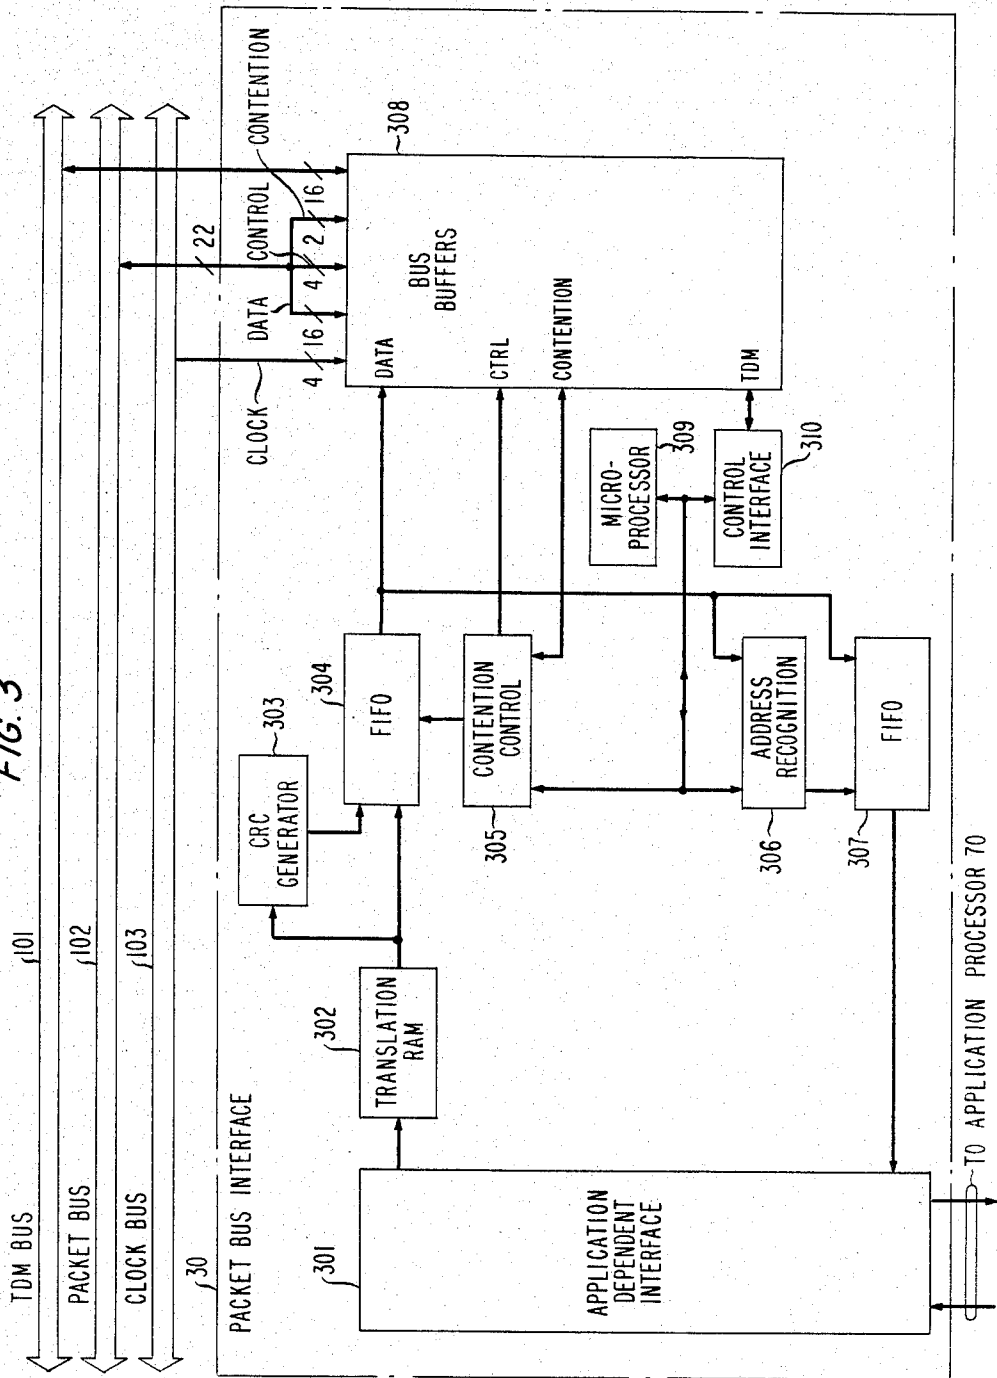 FIG. 3
TDM BUS
101
PACKET BUS
102
CLOCK BUS
103
30
PACKET BUS INTERFACE
22
CLOCK
DATA
CONTROL
CONTENTION
4
16
4
2
16
308
BUS
BUFFERS
DATA
CTRL
CONTENTION
TDM
303
CRC
GENERATOR
304
FIFO
302
TRANSLATION
RAM
301
APPLICATION
DEPENDENT
INTERFACE
CONTENTION
CONTROL
305
MICRO-
PROCESSOR
309
CONTROL
INTERFACE
310
ADDRESS
RECOGNITION
306
FIFO
307
TO APPLICATION PROCESSOR 70